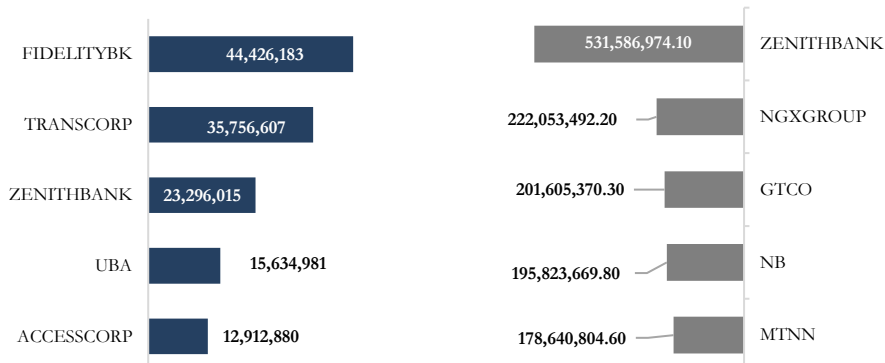 FIDELITYBK 44,426,183
TRANSCORP 35,756,607
ZENITHBANK 23,296,015
UBA 15,634,981
ACCESSCORP 12,912,880
531,586,974.10 ZENITHBANK
222,053,492.20 NGXGROUP
201,605,370.30 GTCO
195,823,669.80 NB
178,640,804.60 MTNN